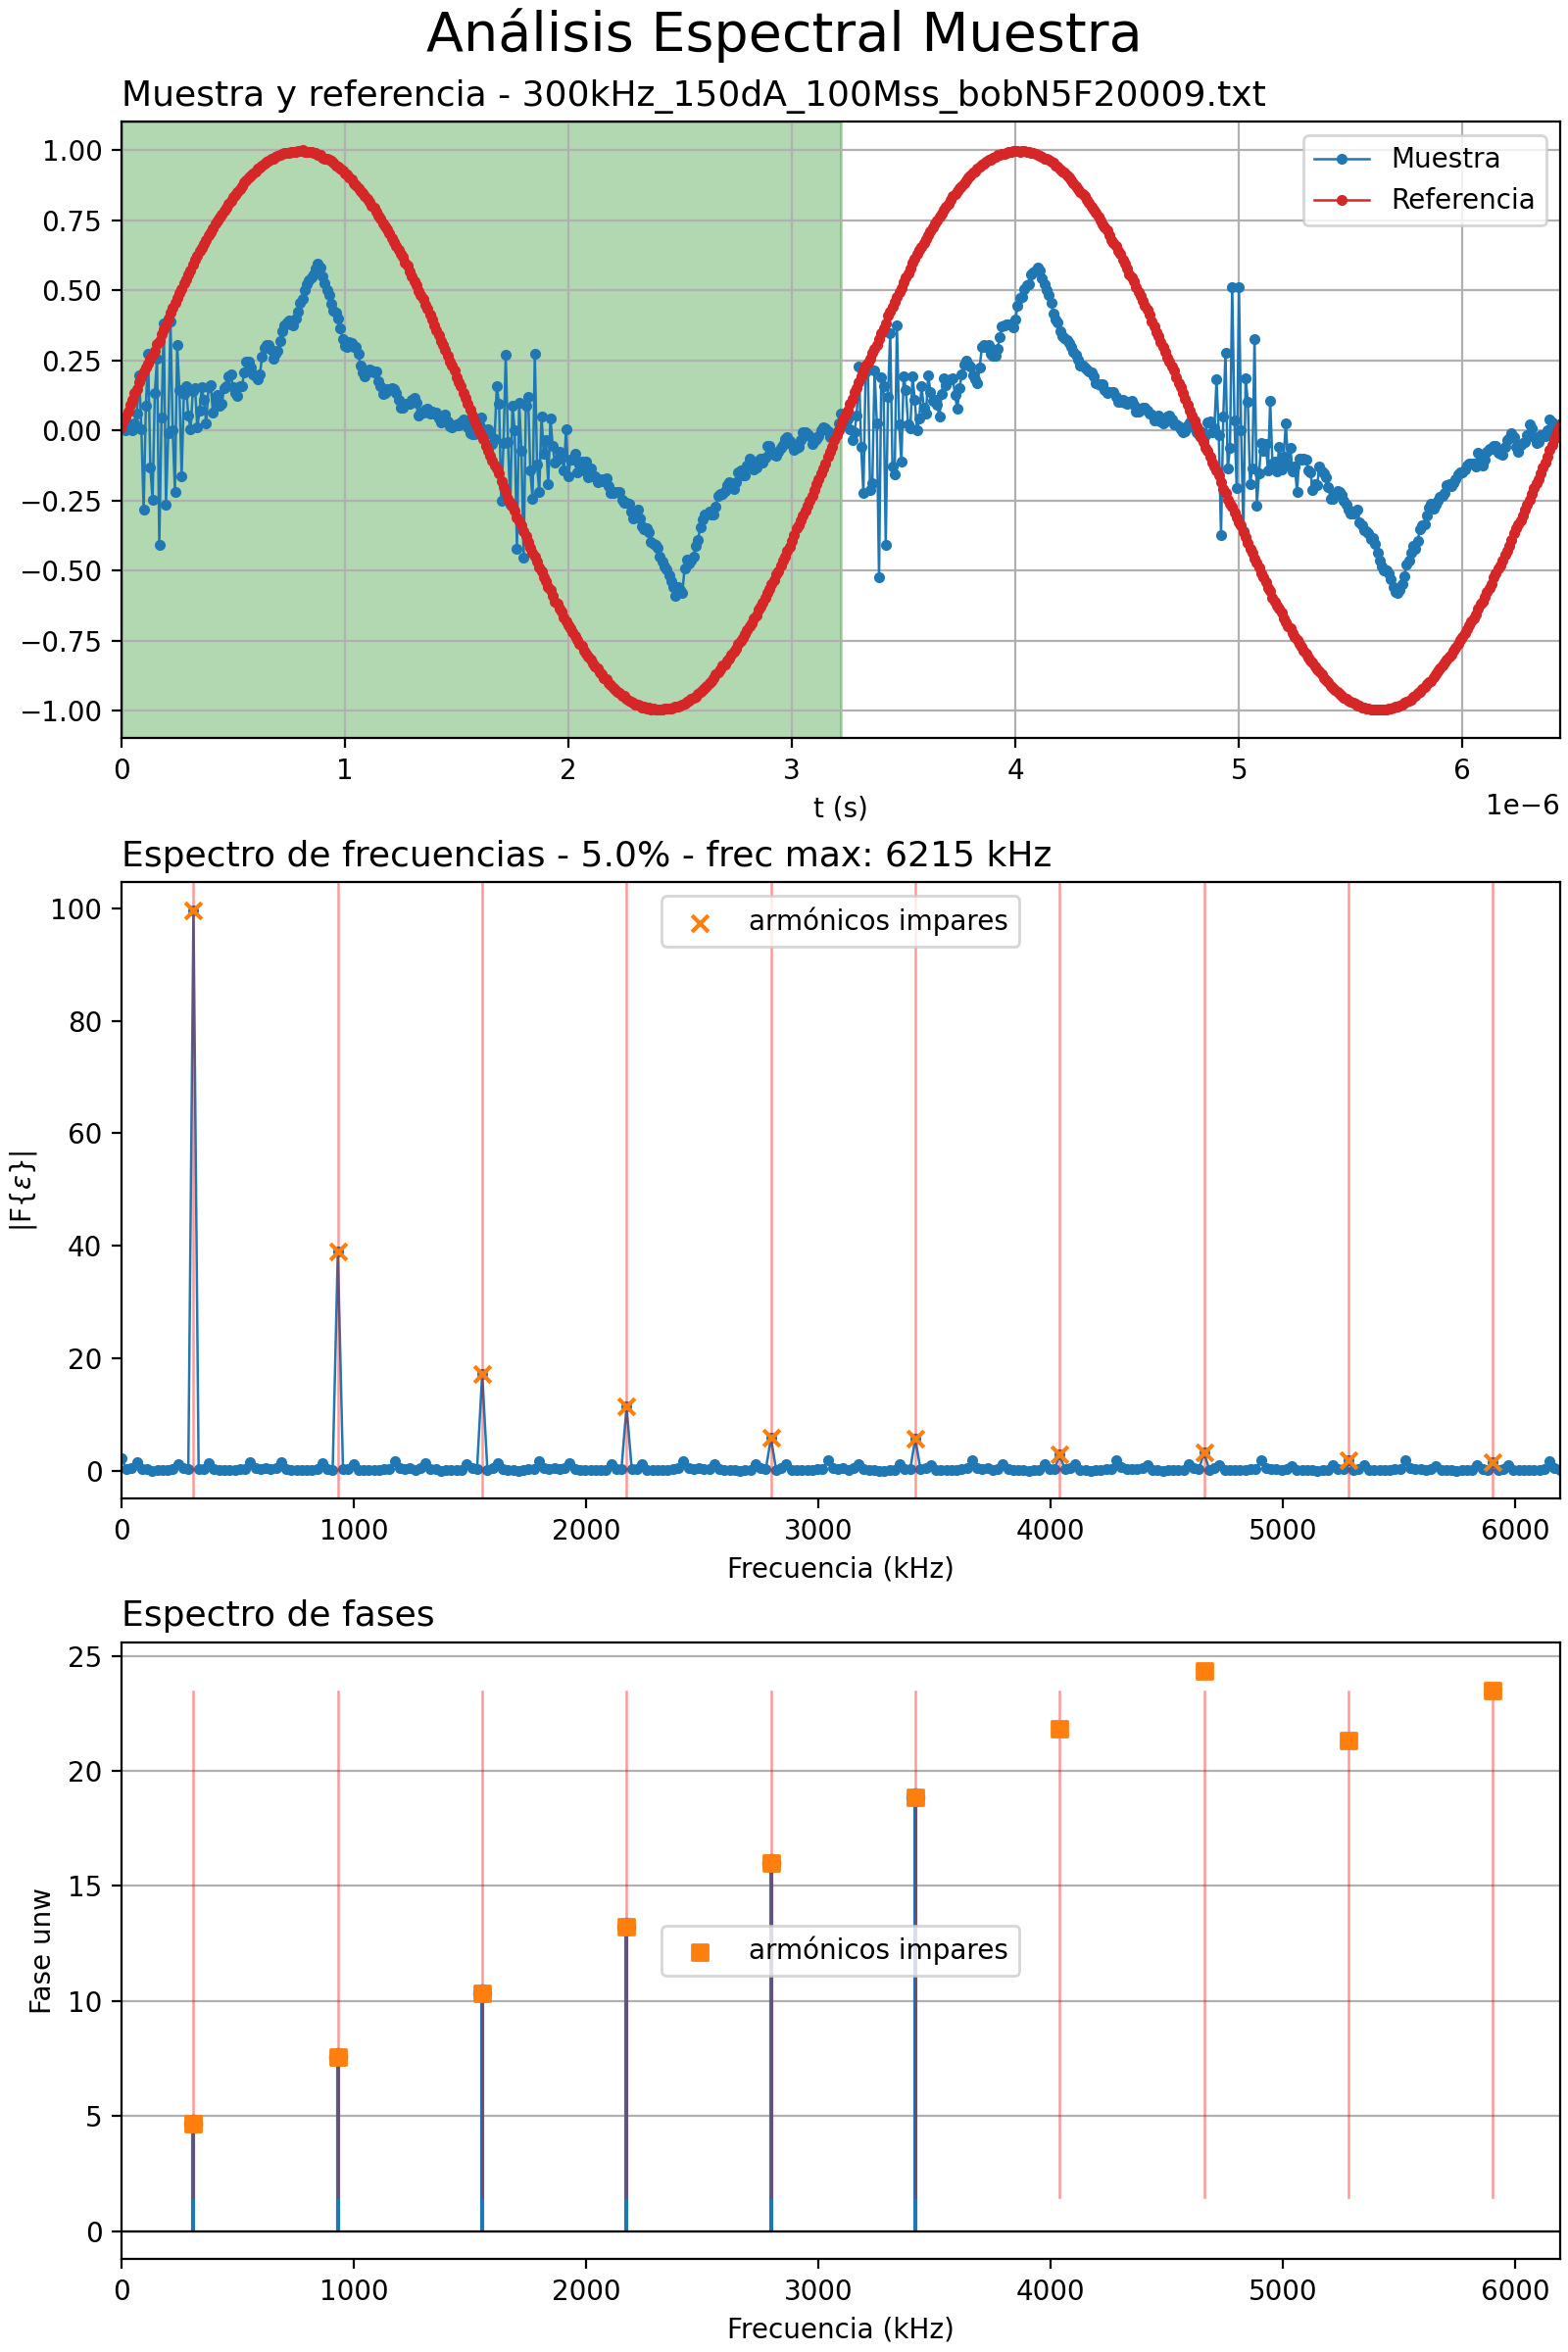 Análisis Espectral Muestra
Muestra y referencia - 300kHz_150dA_100Mss_bobN5F20009.txt
1.00
0.75
0.50
0.25
0.00
−0.25
−0.50
−0.75
−1.00
Muestra
Referencia
0 1 2 3 4 5 6
1e−6
t (s)
Espectro de frecuencias - 5.0% - frec max: 6215 kHz
100
80
60
40
20
0
|F{ε}|
armónicos impares
0 1000 2000 3000 4000 5000 6000
Frecuencia (kHz)
Espectro de fases
25
20
15
10
5
0
Fase unw
armónicos impares
0 1000 2000 3000 4000 5000 6000
Frecuencia (kHz)